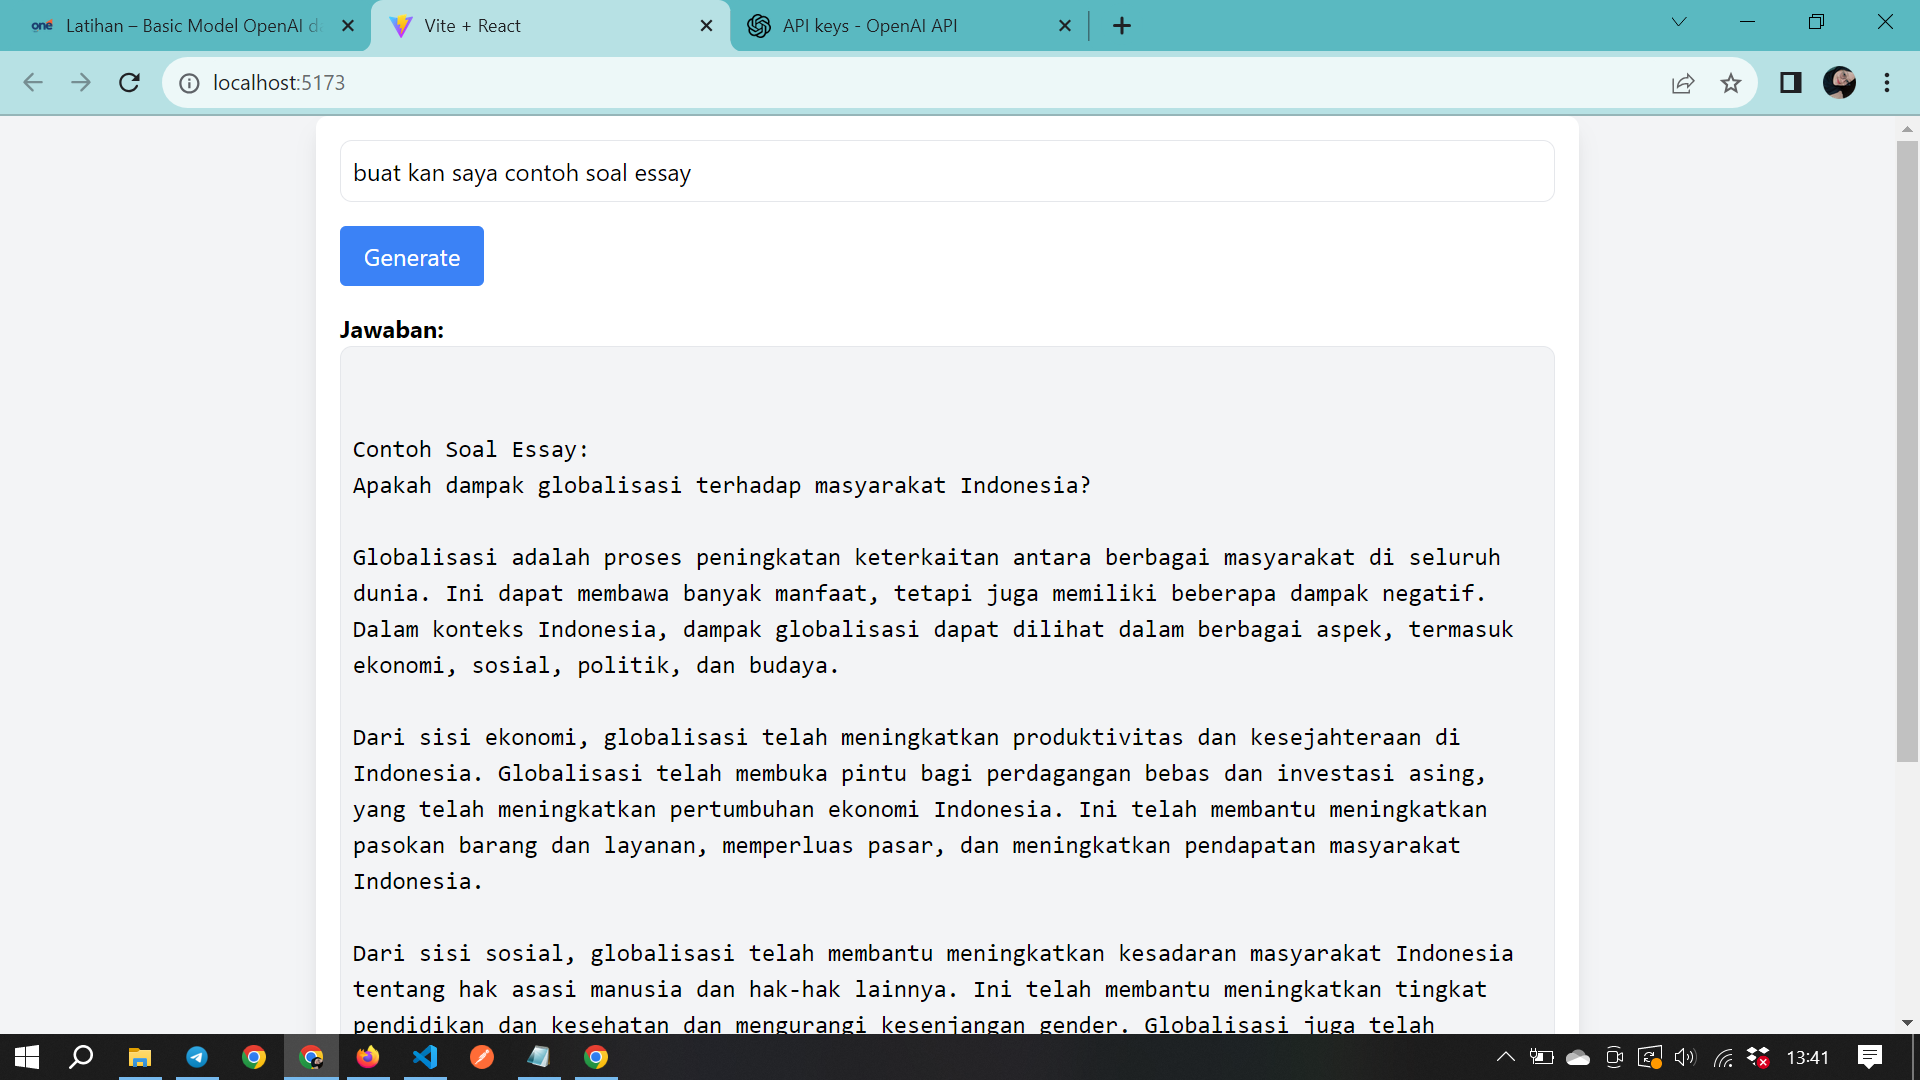 one Latihan – Basic Model OpenAI d
Vite + React
API keys - OpenAI API
localhost:5173
buat kan saya contoh soal essay
Generate
Jawaban:
Contoh Soal Essay:
Apakah dampak globalisasi terhadap masyarakat Indonesia?
Globalisasi adalah proses peningkatan keterkaitan antara berbagai masyarakat di seluruh
dunia. Ini dapat membawa banyak manfaat, tetapi juga memiliki beberapa dampak negatif.
Dalam konteks Indonesia, dampak globalisasi dapat dilihat dalam berbagai aspek, termasuk
ekonomi, sosial, politik, dan budaya.
Dari sisi ekonomi, globalisasi telah meningkatkan produktivitas dan kesejahteraan di
Indonesia. Globalisasi telah membuka pintu bagi perdagangan bebas dan investasi asing,
yang telah meningkatkan pertumbuhan ekonomi Indonesia. Ini telah membantu meningkatkan
pasokan barang dan layanan, memperluas pasar, dan meningkatkan pendapatan masyarakat
Indonesia.
Dari sisi sosial, globalisasi telah membantu meningkatkan kesadaran masyarakat Indonesia
tentang hak asasi manusia dan hak-hak lainnya. Ini telah membantu meningkatkan tingkat
pendidikan dan kesehatan dan mengurangi kesenjangan gender. Globalisasi juga telah
13:41